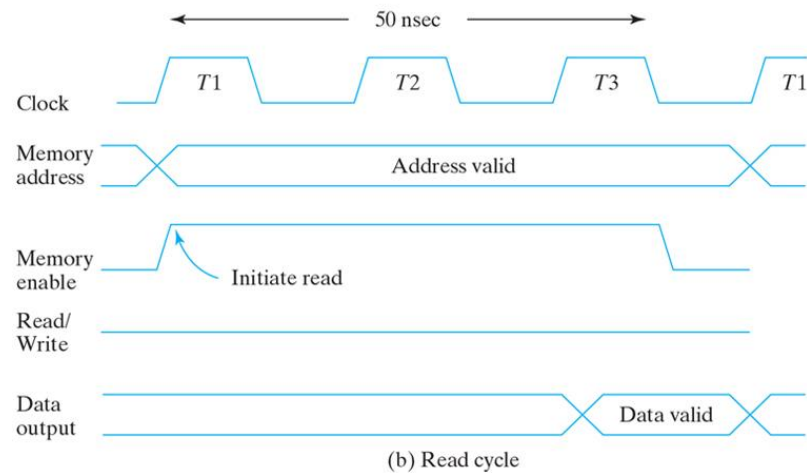 50 nsec
T1 T2 T3 T1
Clock
Memory
address
Address valid
Memory
enable
Initiate read
Read/
Write
Data
output
Data valid
(b) Read cycle